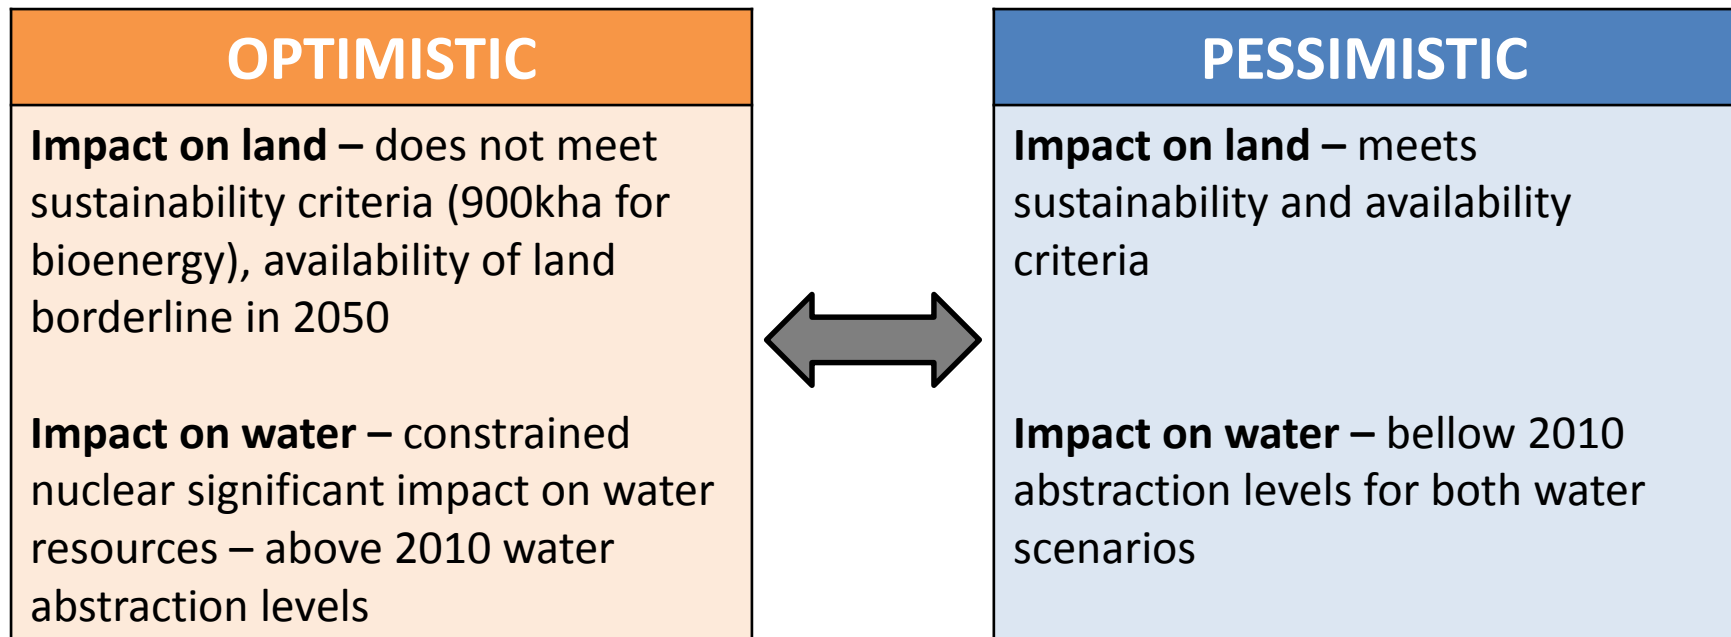 OPTIMISTIC
Impact on land – does not meet
sustainability criteria (900kha for
bioenergy), availability of land
borderline in 2050
Impact on water – constrained
nuclear significant impact on water
resources – above 2010 water
abstraction levels
PESSIMISTIC
Impact on land – meets
sustainability and availability
criteria
Impact on water – bellow 2010
abstraction levels for both water
scenarios